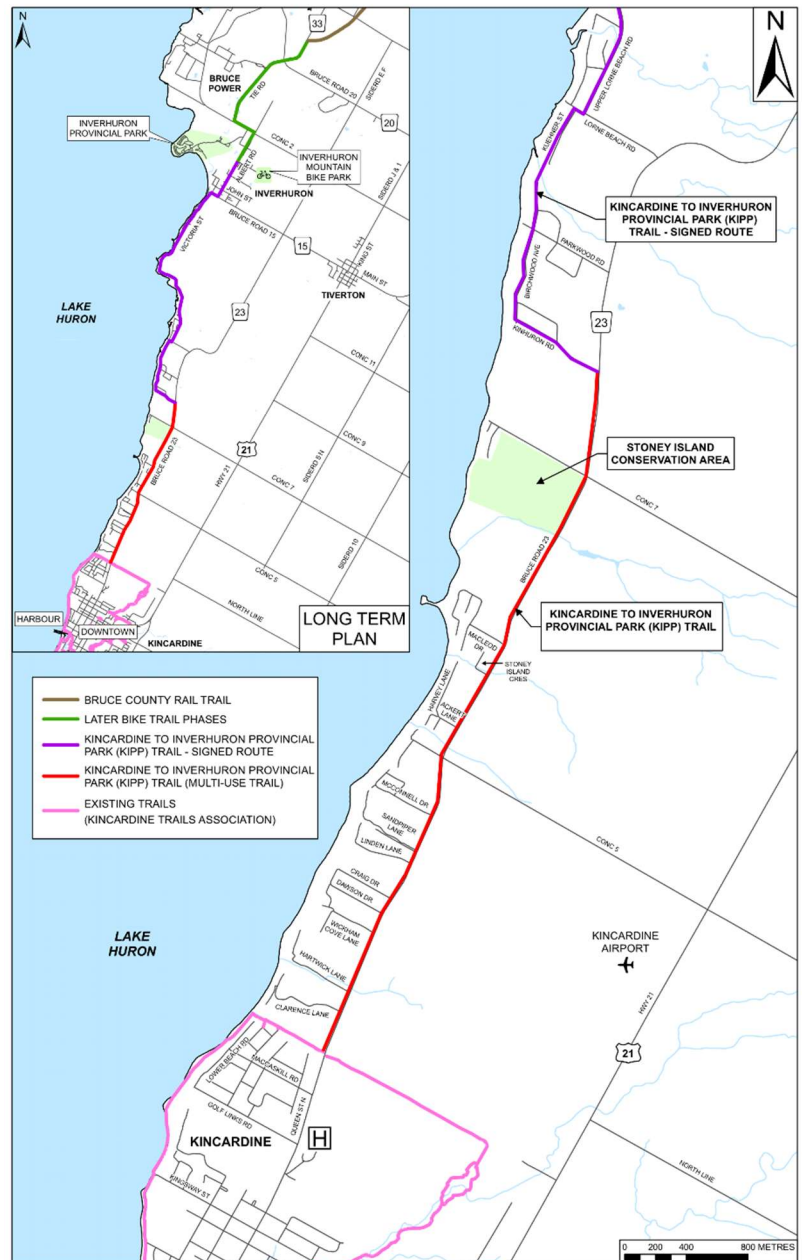 N
33
BRUCE
POWER
TIE RD
BRUCE ROAD 20
SIDERD E F
20
INVERHURON
PROVINCIAL PARK
CONC 2
ALBERT RD
INVERHURON
MOUNTAIN
BIKE PARK
SIDERD J & 1
JOHN ST
INVERHURON
VICTORIA ST
BRUCE ROAD 15
15
KING ST
MAIN ST
TIVERTON
LAKE
HURON
23
CONC 11
21
CONC 9
BRUCE ROAD 23
HWY 21
SIDERD 5 N
CONC 7
SIDERD 10
CONC 5
NORTH LINE
HARBOUR
DOWNTOWN
KINCARDINE
LONG TERM
PLAN
BRUCE COUNTY RAIL TRAIL
LATER BIKE TRAIL PHASES
KINCARDINE TO INVERHURON PROVINCIAL
PARK (KIPP) TRAIL - SIGNED ROUTE
KINCARDINE TO INVERHURON PROVINCIAL
PARK (KIPP) TRAIL (MULTI-USE TRAIL)
EXISTING TRAILS
(KINCARDINE TRAILS ASSOCIATION)
N
UPPER LORNE BEACH RD
KUEHNER ST
LORNE BEACH RD
KINCARDINE TO INVERHURON
PROVINCIAL PARK (KIPP)
TRAIL - SIGNED ROUTE
PARKWOOD RD
BIRCHWOOD AVE
23
KINHURON RD
STONEY ISLAND
CONSERVATION AREA
CONC 7
BRUCE ROAD 23
KINCARDINE TO INVERHURON
PROVINCIAL PARK (KIPP) TRAIL
MACLEOD
DR
STONEY
ISLAND
CRES
HARVEY LANE
ACKERT
LANE
MCCONNELL DR
SANDPIPER
LANE
LINDEN LANE
CONC 5
CRAIG DR
DAWSON DR
WICKHAM
COVE LANE
LAKE
HURON
KINCARDINE
AIRPORT
HARTWICK LANE
HWY 21
CLARENCE LANE
21
LOWER BEACH RD
MACCASKILL RD
GOLF LINKS RD
QUEEN ST N
H
KINCARDINE
KINGSWAY ST
NORTH LINE
0 200 400 800 METRES